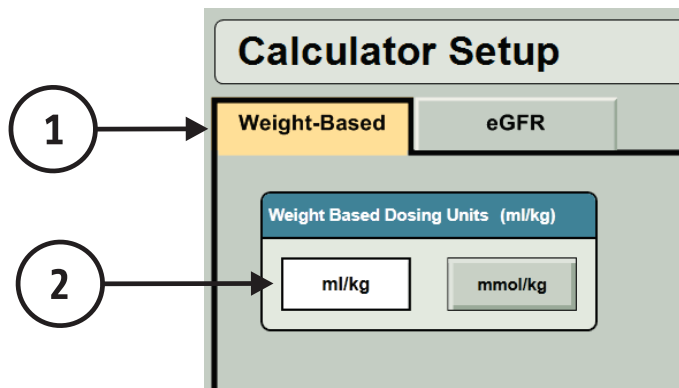 Calculator Setup
1
Weight-Based
eGFR
Weight Based Dosing Units (ml/kg)
2
ml/kg
mmol/kg